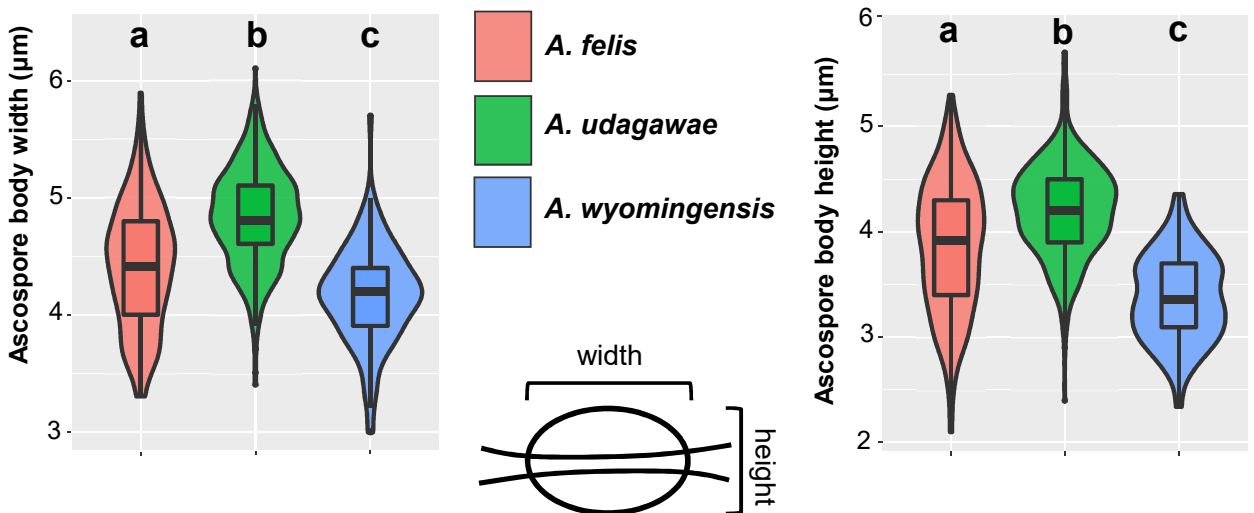 Ascospore body width (μm)
6
5
4
3
a b c
A. felis
A. udagawae
A. wyomingensis
width
height
Ascospore body height (μm)
6
5
4
3
2
a b c